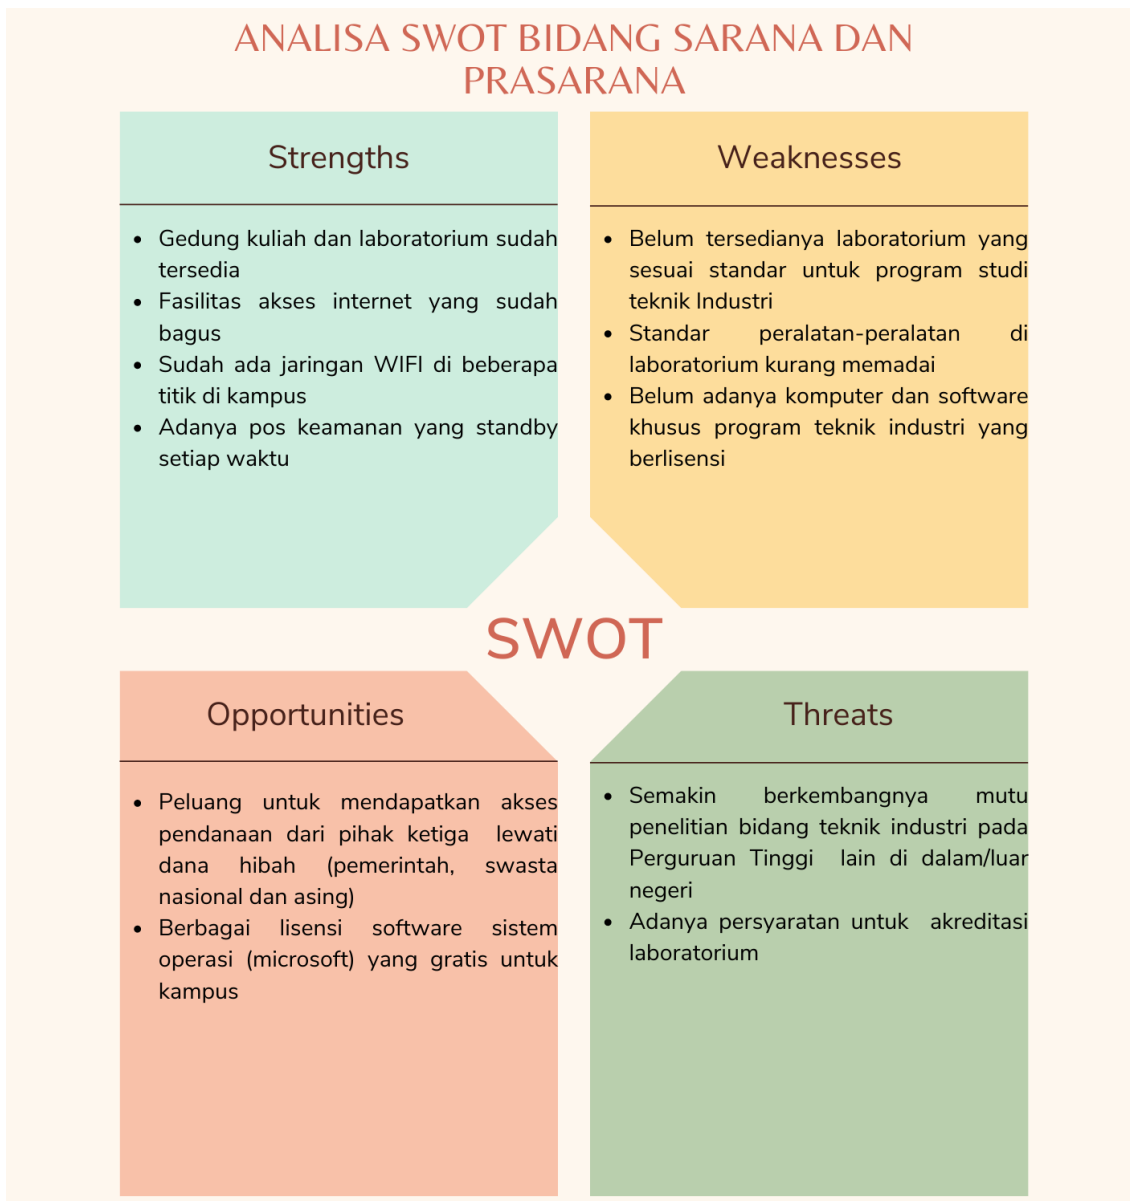 ANALISA SWOT BIDANG SARANA DAN
PRASARANA
Strengths
• Gedung kuliah dan laboratorium sudah
tersedia
• Fasilitas akses internet yang sudah
bagus
• Sudah ada jaringan WIFI di beberapa
titik di kampus
• Adanya pos keamanan yang standby
setiap waktu
Weaknesses
• Belum tersedianya laboratorium yang
sesuai standar untuk program studi
teknik Industri
• Standar peralatan-peralatan di
laboratorium kurang memadai
• Belum adanya komputer dan software
khusus program teknik industri yang
berlisensi
SWOT
Opportunities
• Peluang untuk mendapatkan akses
pendanaan dari pihak ketiga lewati
dana hibah (pemerintah, swasta
nasional dan asing)
• Berbagai lisensi software sistem
operasi (microsoft) yang gratis untuk
kampus
Threats
• Semakin berkembangnya mutu
penelitian bidang teknik industri pada
Perguruan Tinggi lain di dalam/luar
negeri
• Adanya persyaratan untuk akreditasi
laboratorium